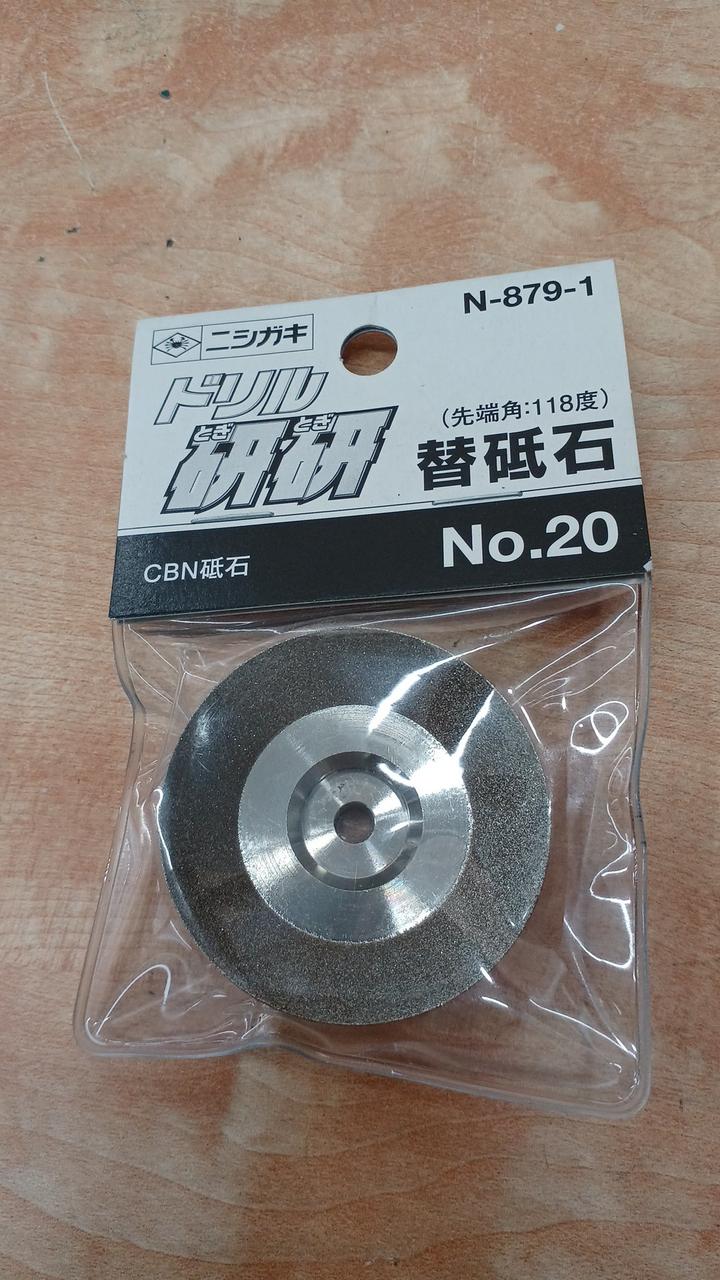 N-879-1
ニシガキ
ドリル
とぎとぎ
研研
（先端角：118度）
替砥石
No.20
CBN砥石